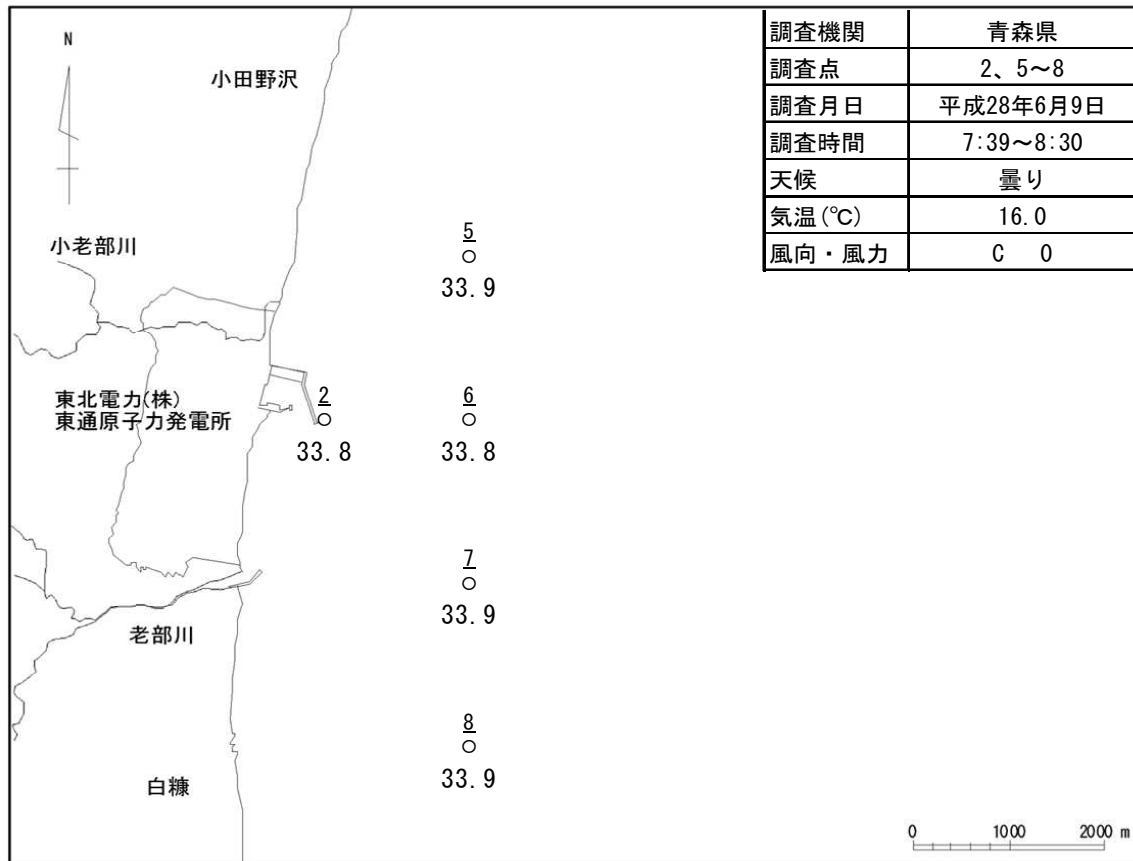 N
小田野沢
小老部川
東北電力(株)
東通原子力発電所
老部川
白糠
5
33.9
2
33.8
6
33.8
7
33.9
8
33.9
調査機関 青森県
調査点 2、5～8
調査月日 平成28年6月9日
調査時間 7:39～8:30
天候 曇り
気温(℃) 16.0
風向・風力 C 0
0 1000 2000 m